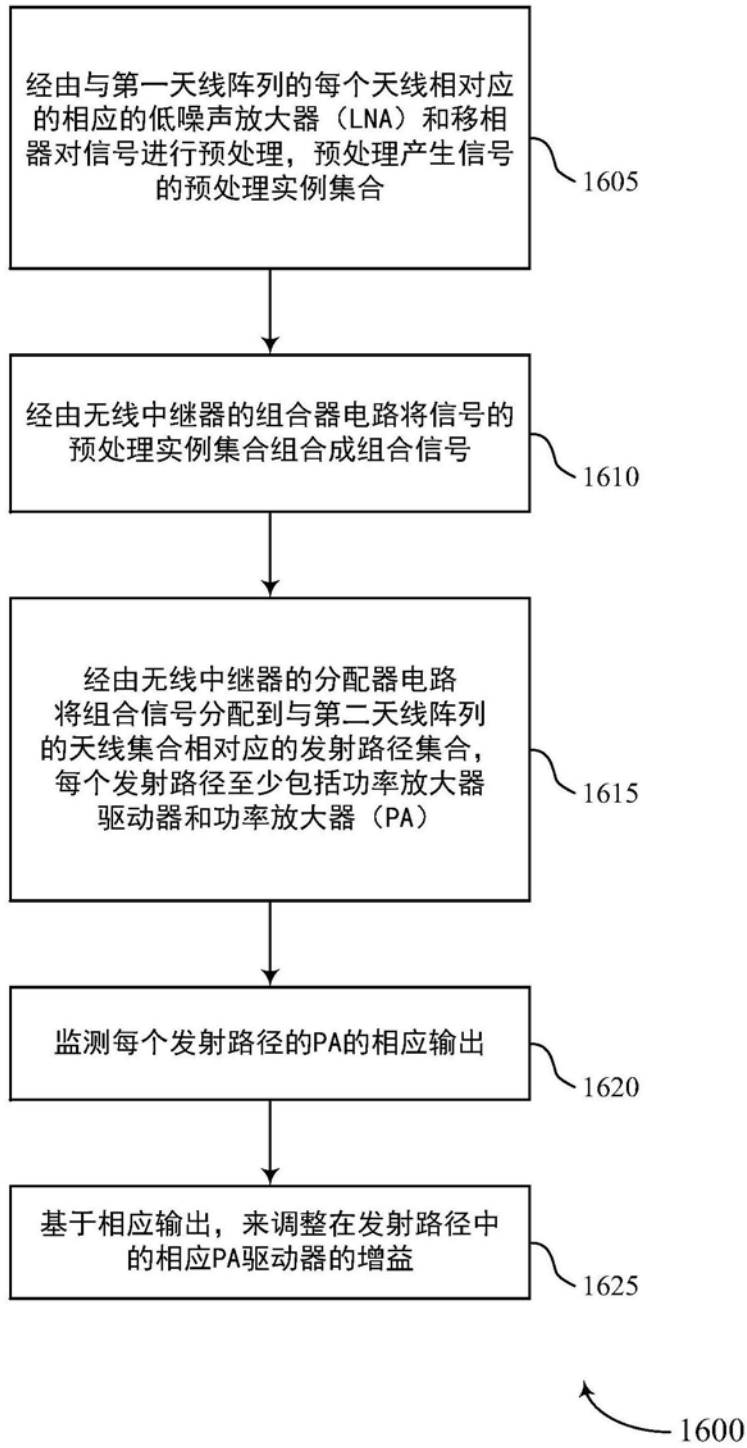 经由与第一天线阵列的每个天线相对应
的相应的低噪声放大器（LNA）和移相
器对信号进行预处理，预处理产生信号
的预处理实例集合
1605
经由无线中继器的组合器电路将信号的
预处理实例集合组合成组合信号
1610
经由无线中继器的分配器电路
将组合信号分配到与第二天线阵列
的天线集合相对应的发射路径集合，
每个发射路径至少包括功率放大器
驱动器和功率放大器（PA）
1615
监测每个发射路径的PA的相应输出
1620
基于相应输出，来调整在发射路径中
的相应PA驱动器的增益
1625
1600